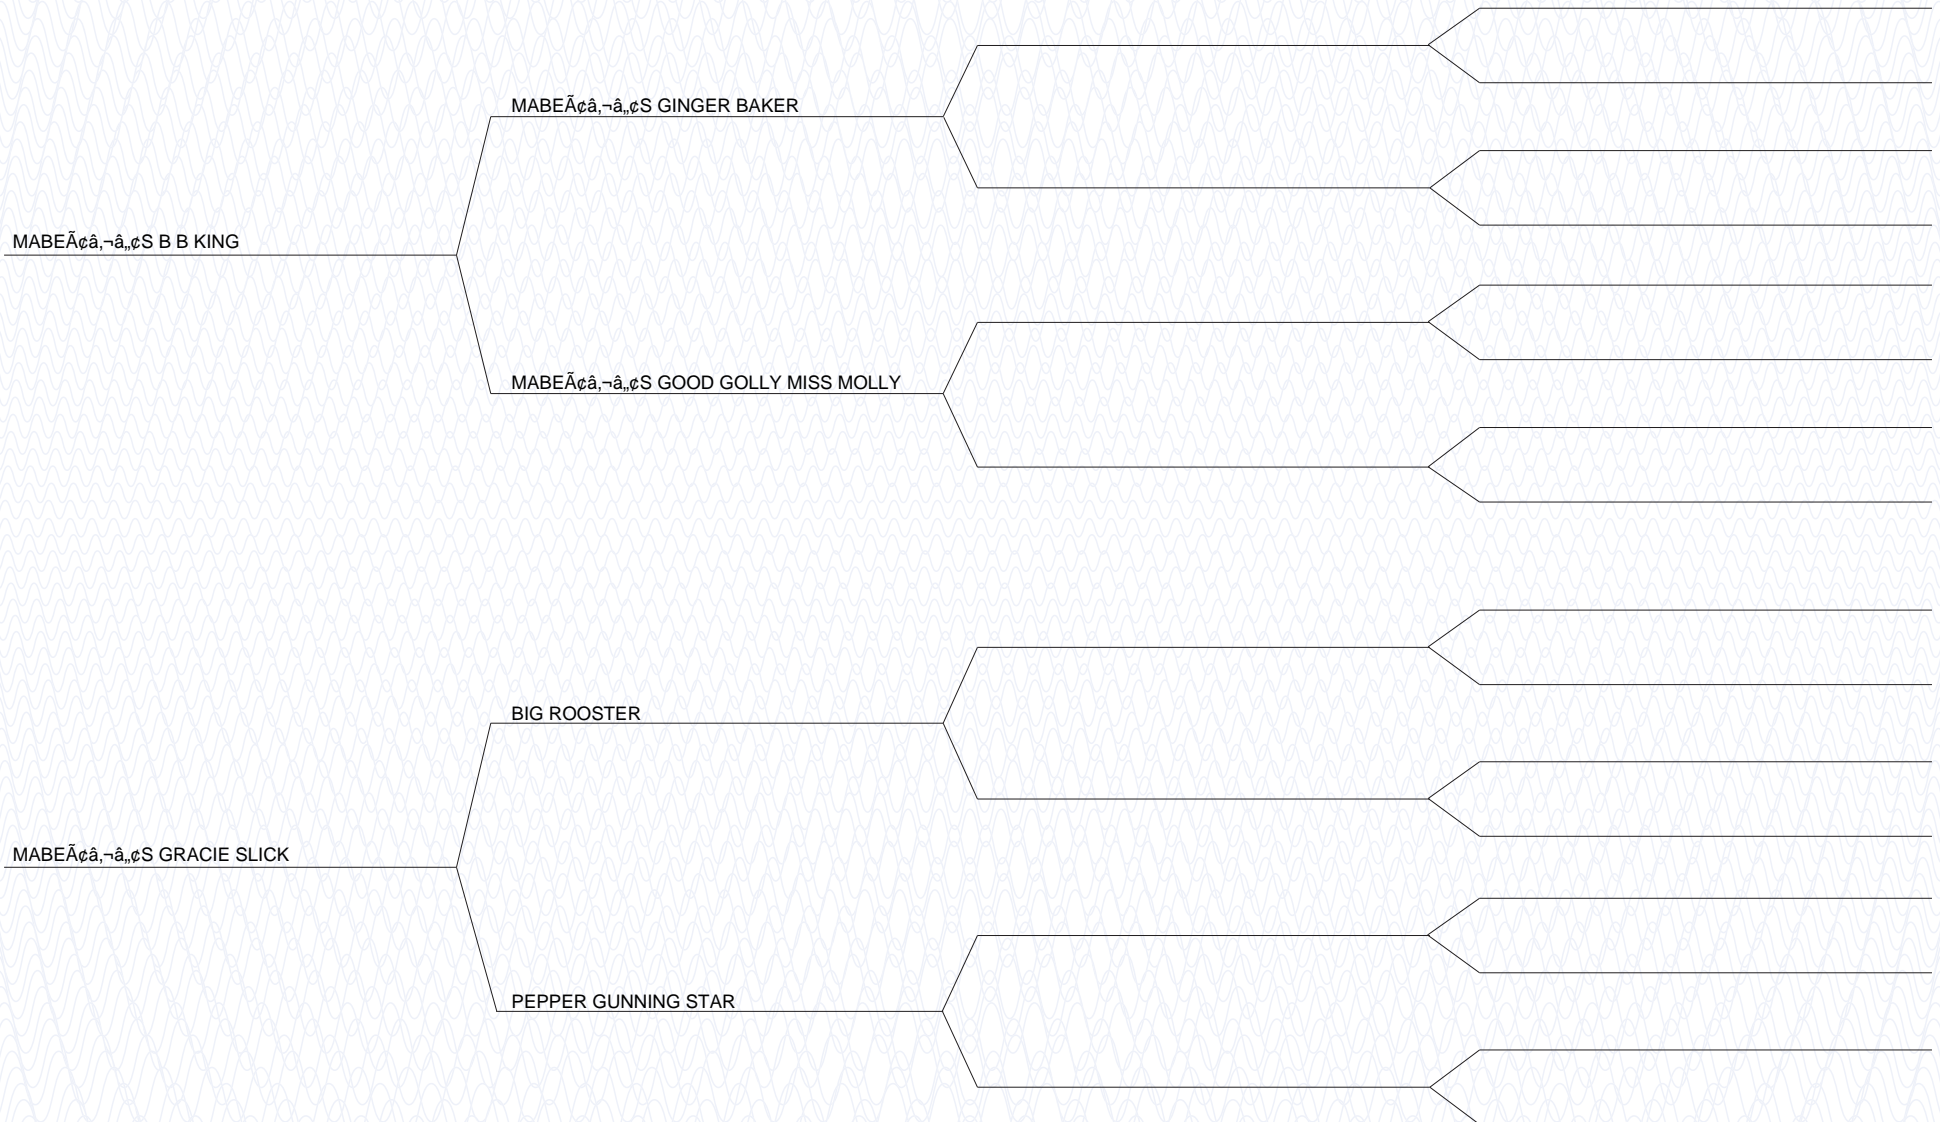 MABEÃ¢â‚¬â„¢S GINGER BAKER
MABEÃ¢â‚¬â„¢S B B KING
MABEÃ¢â‚¬â„¢S GOOD GOLLY MISS MOLLY
BIG ROOSTER
MABEÃ¢â‚¬â„¢S GRACIE SLICK
PEPPER GUNNING STAR